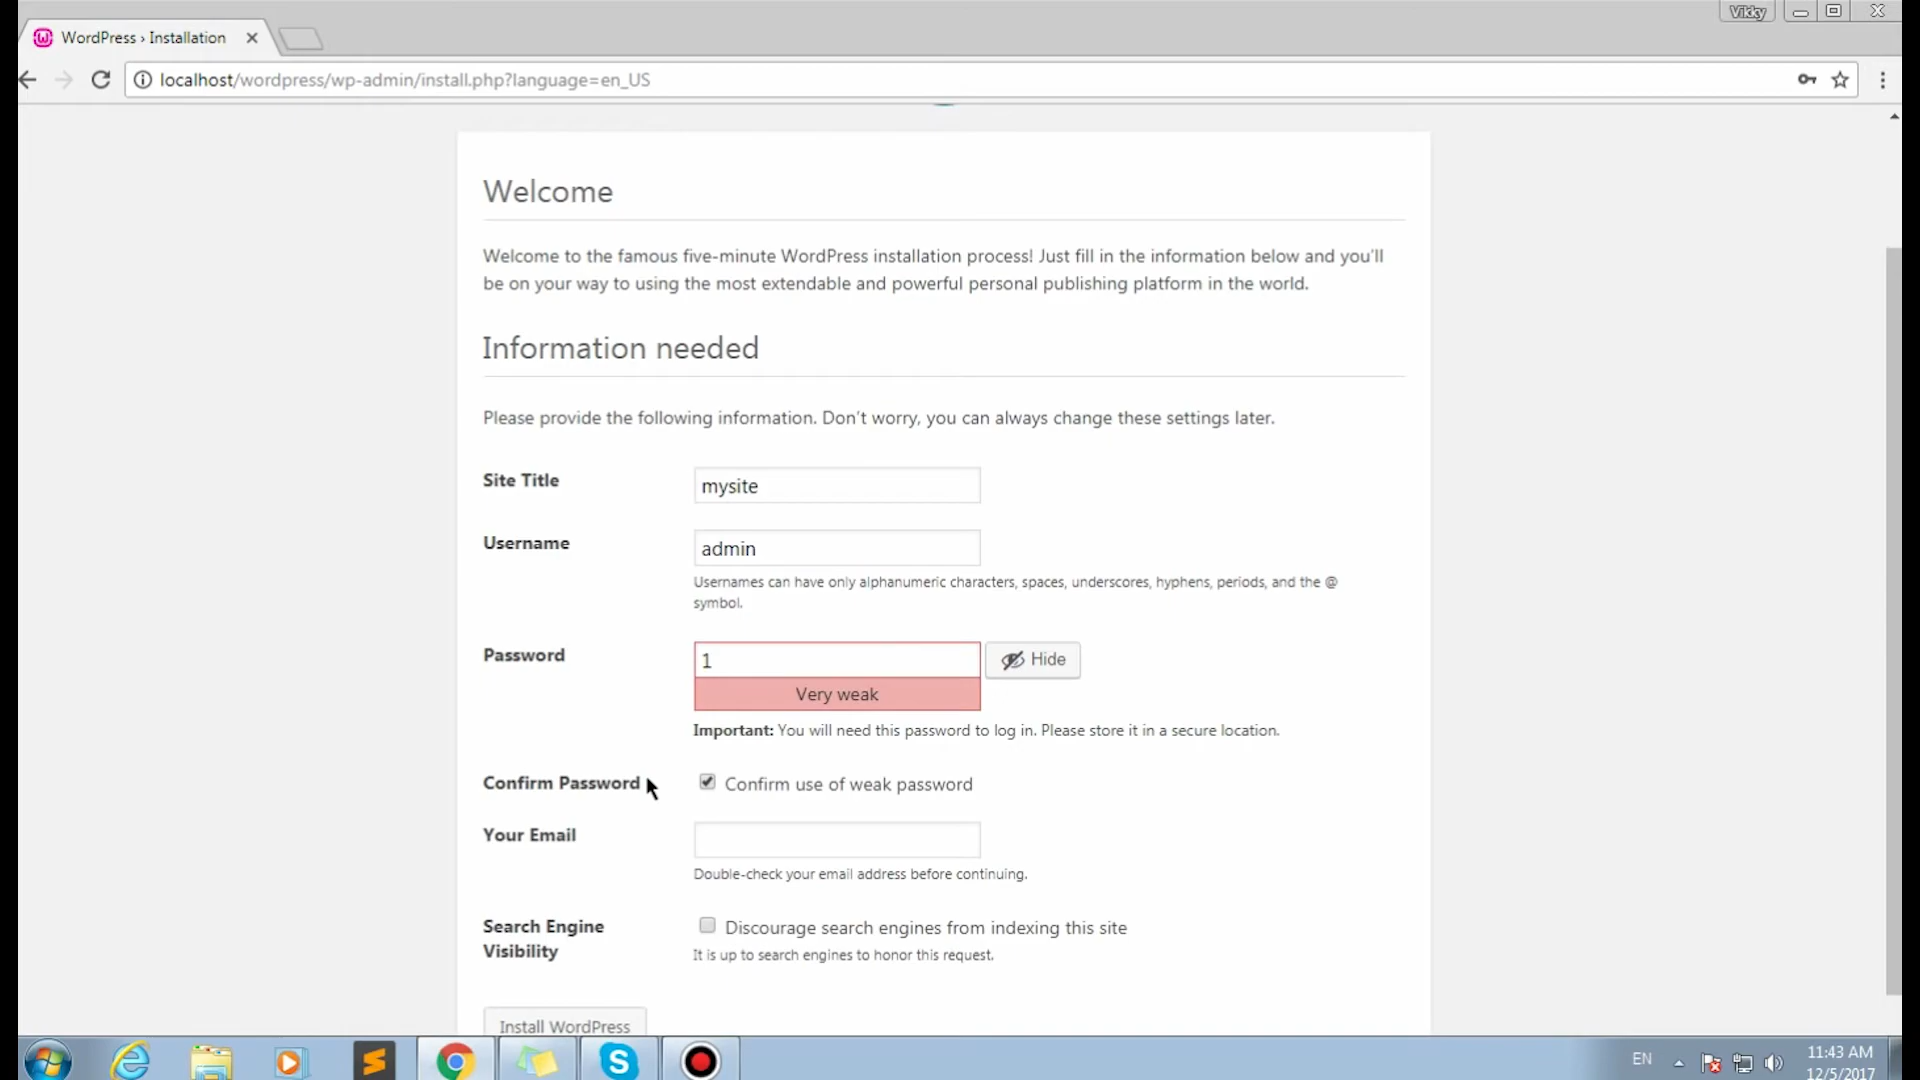 Vikky
WordPress › Installation
localhost/wordpress/wp-admin/install.php?language=en_US
Welcome
Welcome to the famous five-minute WordPress installation process! Just fill in the information below and you'll
be on your way to using the most extendable and powerful personal publishing platform in the world.
Information needed
Please provide the following information. Don't worry, you can always change these settings later.
Site Title
mysite
Username
admin
Usernames can have only alphanumeric characters, spaces, underscores, hyphens, periods, and the @
symbol.
Password
1
Hide
Very weak
Important: You will need this password to log in. Please store it in a secure location.
Confirm Password
Confirm use of weak password
Your Email
Double-check your email address before continuing.
Search Engine
Visibility
Discourage search engines from indexing this site
It is up to search engines to honor this request.
Install WordPress
EN
11:43 AM
12/5/2017